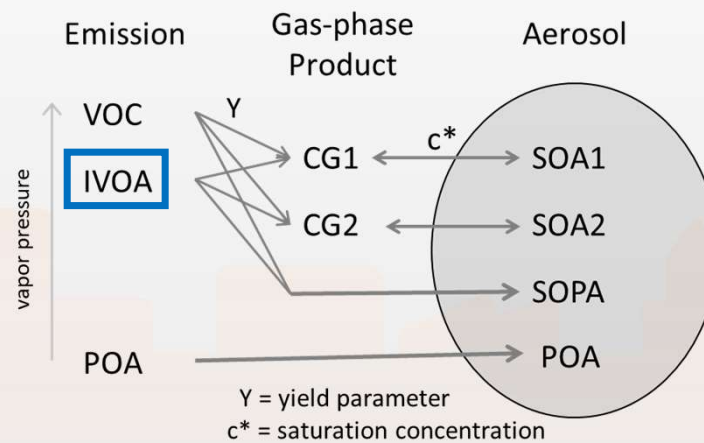 Emission
Gas-phase
Product
Aerosol
vapor pressure
VOC
Y
IVOA
CG1
c*
SOA1
CG2
SOA2
SOPA
POA
POA
Y = yield parameter
c* = saturation concentration